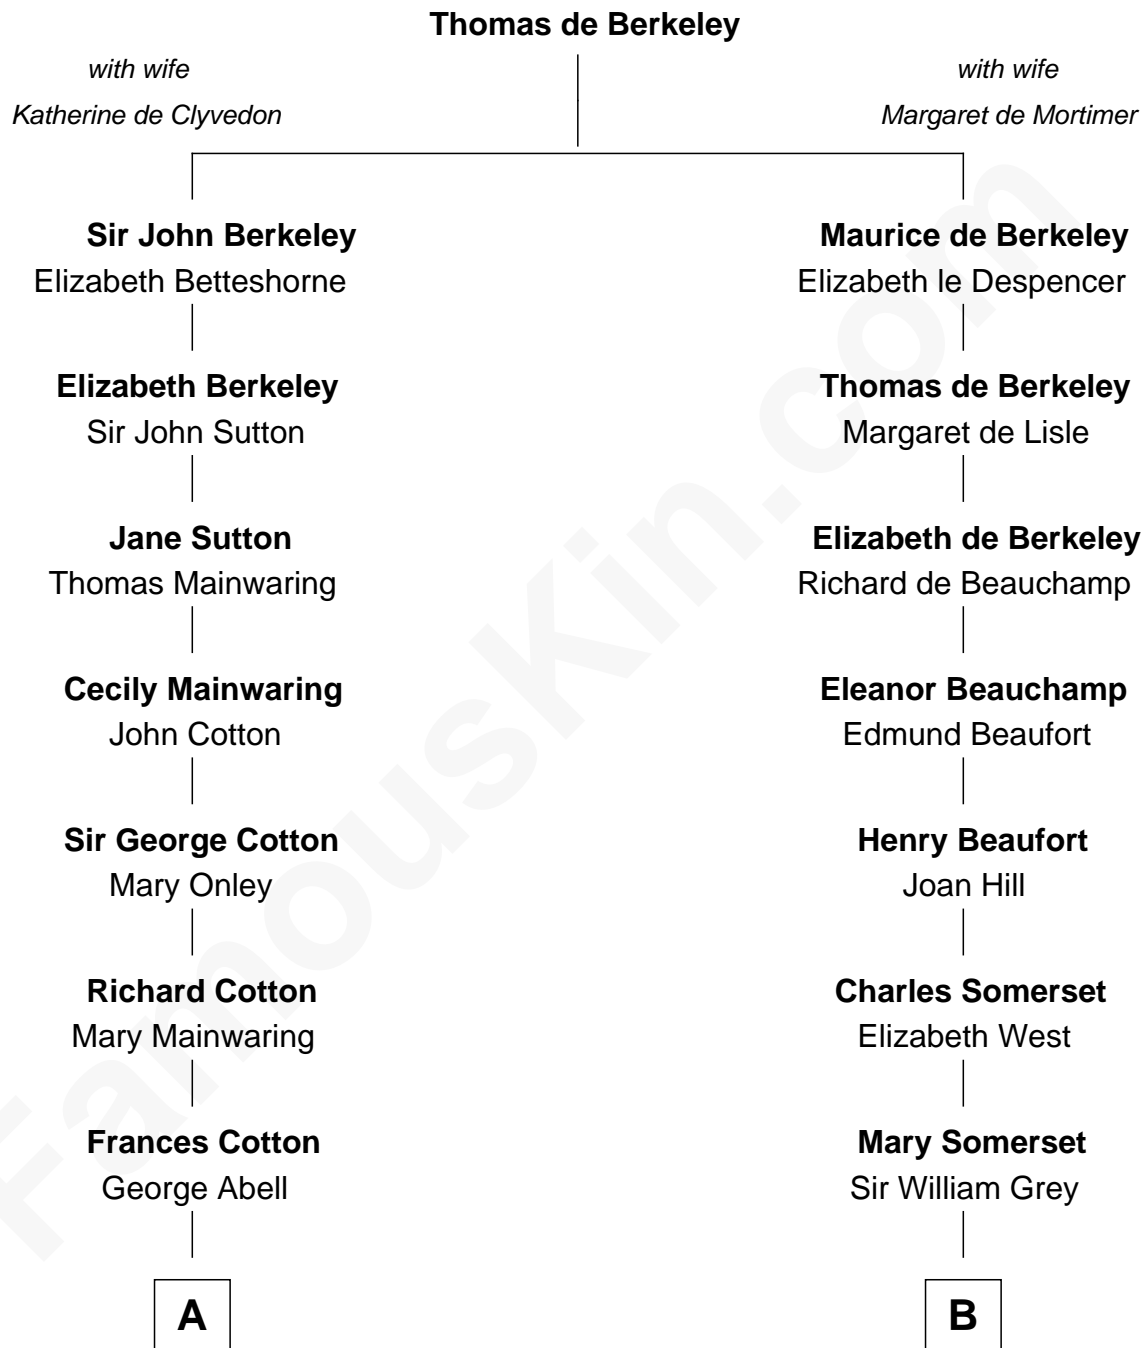 Thomas de Berkeley
with wife
Katherine de Clyvedon
with wife
Margaret de Mortimer
Sir John Berkeley
Elizabeth Betteshorne
Elizabeth Berkeley
Sir John Sutton
Jane Sutton
Thomas Mainwaring
Cecily Mainwaring
John Cotton
Sir George Cotton
Mary Onley
Richard Cotton
Mary Mainwaring
Frances Cotton
George Abell
A
Maurice de Berkeley
Elizabeth le Despencer
Thomas de Berkeley
Margaret de Lisle
Elizabeth de Berkeley
Richard de Beauchamp
Eleanor Beauchamp
Edmund Beaufort
Henry Beaufort
Joan Hill
Charles Somerset
Elizabeth West
Mary Somerset
Sir William Grey
B
FamousKin.com